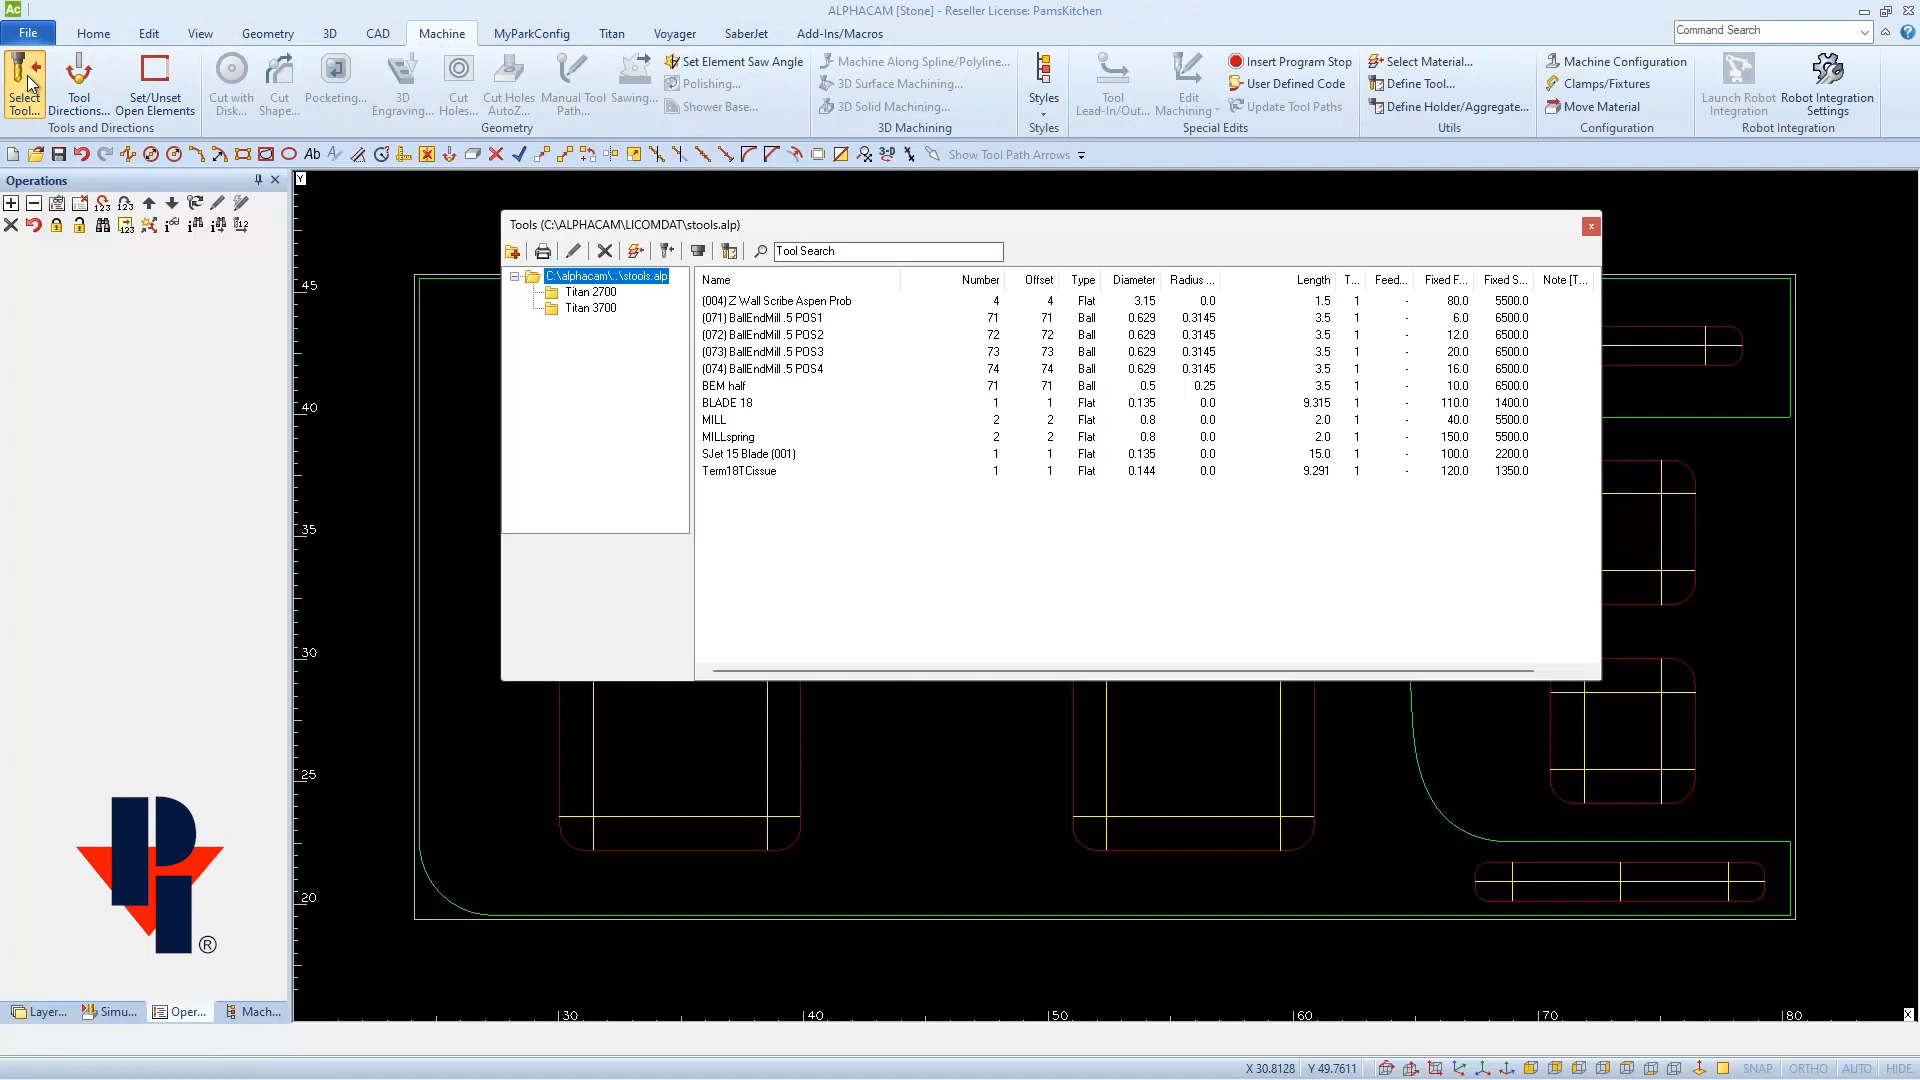 Ac ALPHACAM [Stone] - Reseller License: PamsKitchen
File Home Edit View Geometry 3D CAD Machine MyParkConfig Titan Voyager SaberJet Add-Ins/Macros Command Search
Select Tool... Tool Directions... Set/Unset Open Elements
Tools and Directions
Cut with Disk... Cut Shape... Pocketing... 3D Engraving... Cut Holes... Cut Holes AutoZ... Manual Tool Path... Sawing...
Set Element Saw Angle
Polishing...
Shower Base...
Geometry
Machine Along Spline/Polyline...
3D Surface Machining...
3D Solid Machining...
3D Machining
Styles
Styles
Tool Lead-In/Out... Edit Machining
Insert Program Stop
User Defined Code
Update Tool Paths
Special Edits
Select Material...
Define Tool...
Define Holder/Aggregate...
Utils
Machine Configuration
Clamps/Fixtures
Move Material
Configuration
Launch Robot Integration Robot Integration Settings
Robot Integration
Ab 3-D Show Tool Path Arrows
Operations
123 123
123 12
Y
45
40
35
30
25
20
Tools (C:\ALPHACAM\LICOMDAT\stools.alp)
Tool Search
C:\alphacam\..\stools.alp
Titan 2700
Titan 3700
Name Number Offset Type Diameter Radius ... Length T... Feed... Fixed F... Fixed S... Note [T...
(004) Z Wall Scribe Aspen Prob 4 4 Flat 3.15 0.0 1.5 1 - 80.0 5500.0
(071) BallEndMill .5 POS1 71 71 Ball 0.629 0.3145 3.5 1 - 6.0 6500.0
(072) BallEndMill .5 POS2 72 72 Ball 0.629 0.3145 3.5 1 - 12.0 6500.0
(073) BallEndMill .5 POS3 73 73 Ball 0.629 0.3145 3.5 1 - 20.0 6500.0
(074) BallEndMill .5 POS4 74 74 Ball 0.629 0.3145 3.5 1 - 16.0 6500.0
BEM half 71 71 Ball 0.5 0.25 3.5 1 - 10.0 6500.0
BLADE 18 1 1 Flat 0.135 0.0 9.315 1 - 110.0 1400.0
MILL 2 2 Flat 0.8 0.0 2.0 1 - 40.0 5500.0
MILLspring 2 2 Flat 0.8 0.0 2.0 1 - 150.0 5500.0
SJet 15 Blade (001) 1 1 Flat 0.135 0.0 15.0 1 - 100.0 2200.0
Term18TCissue 1 1 Flat 0.144 0.0 9.291 1 - 120.0 1350.0
PI ®
Layer... Simu... Oper... Mach...
30 40 50 60 70 80 X
X 30.8128 Y 49.7611 SNAP ORTHO AUTO HIDE